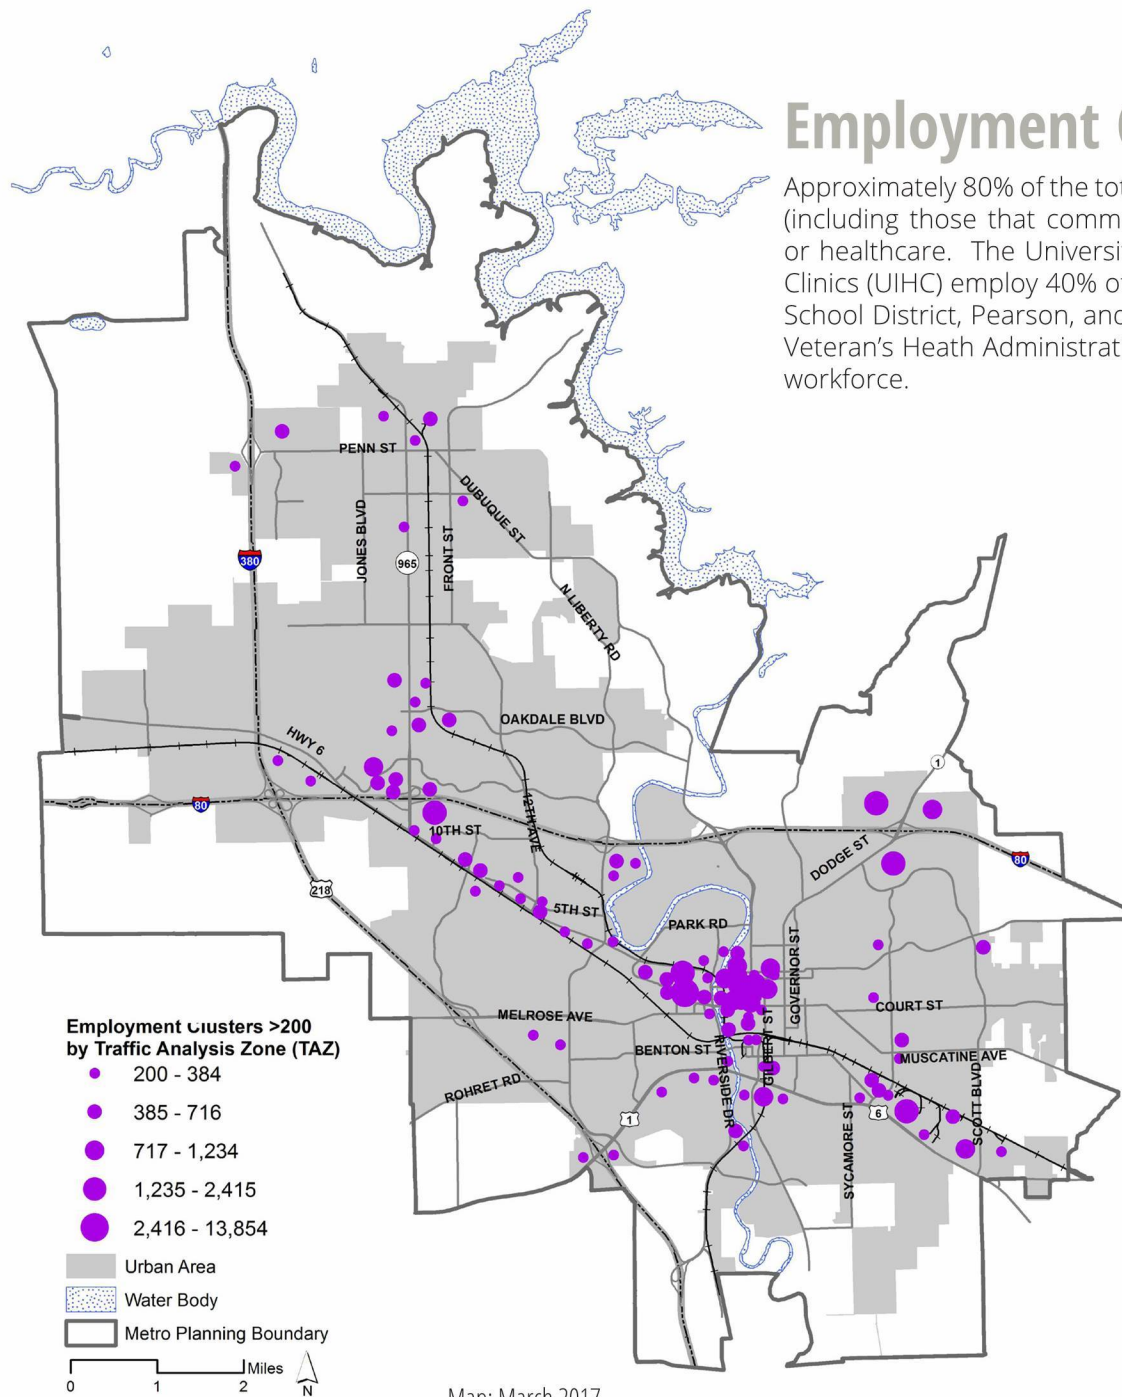 Employment
Approximately 80% of the tot
(including those that comm
or healthcare. The Universi
Clinics (UIHC) employ 40% o
School District, Pearson, and
Veteran's Heath Administrat
workforce.
PENN ST
DUBUQUE ST
JONES BLVD
FRONT ST
380
965
N LIBERTY RD
OAKDALE BLVD
HWY 6
1
80
10TH ST
12TH AVE
DODGE ST
80
218
5TH ST
PARK RD
GOVERNOR ST
COURT ST
MELROSE AVE
BENTON ST
RIVERSIDE DR
GILBERT ST
MUSCATINE AVE
ROHRET RD
1
6
SCOTT BLVD
SYCAMORE ST
Employment Clusters >200
by Traffic Analysis Zone (TAZ)
200 - 384
385 - 716
717 - 1,234
1,235 - 2,415
2,416 - 13,854
Urban Area
Water Body
Metro Planning Boundary
Miles
0 1 2
N
Map: March 2017